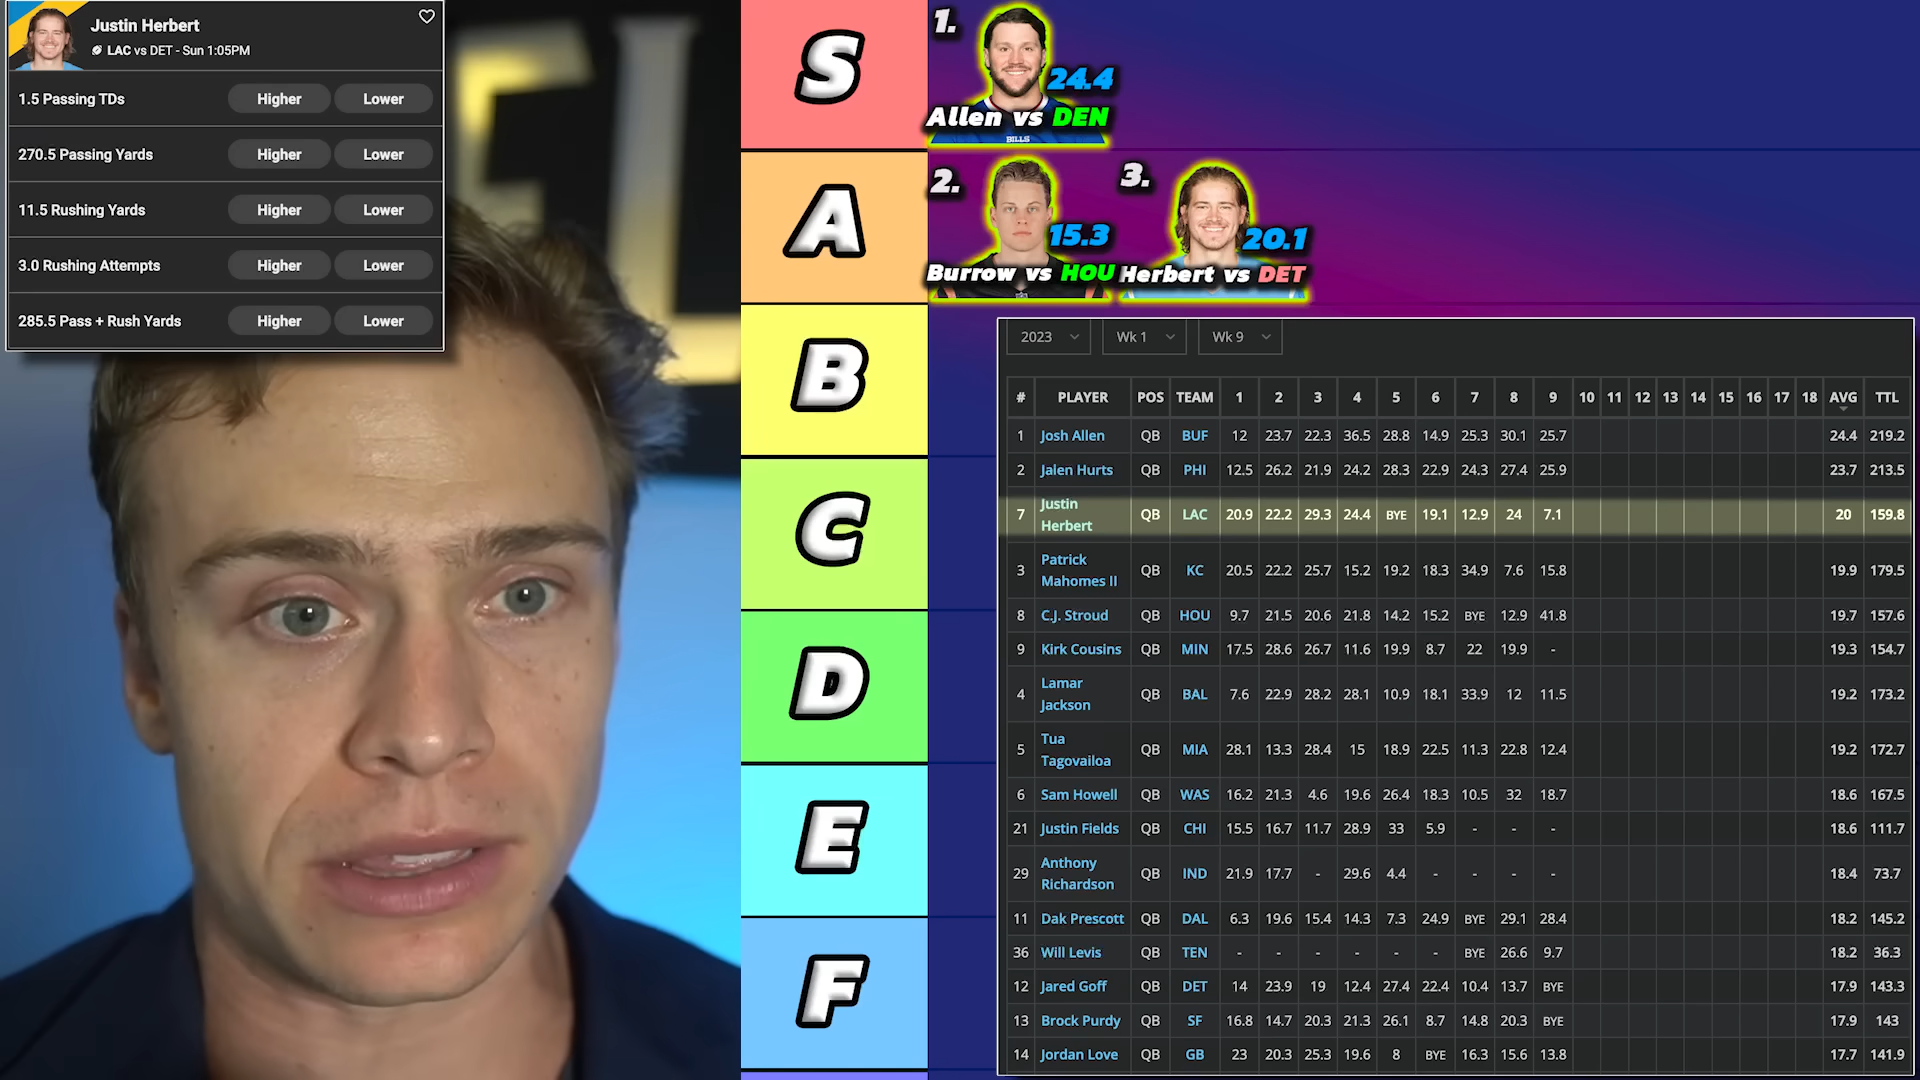 Justin Herbert
LAC vs DET - Sun 1:05PM
1.5 Passing TDs Higher Lower
270.5 Passing Yards Higher Lower
11.5 Rushing Yards Higher Lower
3.0 Rushing Attempts Higher Lower
285.5 Pass + Rush Yards Higher Lower
S
1.
24.4
Allen vs DEN
BILLS
A
2.
15.3
Burrow vs HOU
3.
20.1
Herbert vs DET
B
C
D
E
F
2023 Wk 1 Wk 9
# PLAYER POS TEAM 1 2 3 4 5 6 7 8 9 10 11 12 13 14 15 16 17 18 AVG TTL
1 Josh Allen QB BUF 12 23.7 22.3 36.5 28.8 14.9 25.3 30.1 25.7 24.4 219.2
2 Jalen Hurts QB PHI 12.5 26.2 21.9 24.2 28.3 22.9 24.3 27.4 25.9 23.7 213.5
7 Justin Herbert QB LAC 20.9 22.2 29.3 24.4 BYE 19.1 12.9 24 7.1 20 159.8
3 Patrick Mahomes II QB KC 20.5 22.2 25.7 15.2 19.2 18.3 34.9 7.6 15.8 19.9 179.5
8 C.J. Stroud QB HOU 9.7 21.5 20.6 21.8 14.2 15.2 BYE 12.9 41.8 19.7 157.6
9 Kirk Cousins QB MIN 17.5 28.6 26.7 11.6 19.9 8.7 22 19.9 - 19.3 154.7
4 Lamar Jackson QB BAL 7.6 22.9 28.2 28.1 10.9 18.1 33.9 12 11.5 19.2 173.2
5 Tua Tagovailoa QB MIA 28.1 13.3 28.4 15 18.9 22.5 11.3 22.8 12.4 19.2 172.7
6 Sam Howell QB WAS 16.2 21.3 4.6 19.6 26.4 18.3 10.5 32 18.7 18.6 167.5
21 Justin Fields QB CHI 15.5 16.7 11.7 28.9 33 5.9 - - - 18.6 111.7
29 Anthony Richardson QB IND 21.9 17.7 - 29.6 4.4 - - - - 18.4 73.7
11 Dak Prescott QB DAL 6.3 19.6 15.4 14.3 7.3 24.9 BYE 29.1 28.4 18.2 145.2
36 Will Levis QB TEN - - - - - - BYE 26.6 9.7 18.2 36.3
12 Jared Goff QB DET 14 23.9 19 12.4 27.4 22.4 10.4 13.7 BYE 17.9 143.3
13 Brock Purdy QB SF 16.8 14.7 20.3 21.3 26.1 8.7 14.8 20.3 BYE 17.9 143
14 Jordan Love QB GB 23 20.3 25.3 19.6 8 BYE 16.3 15.6 13.8 17.7 141.9